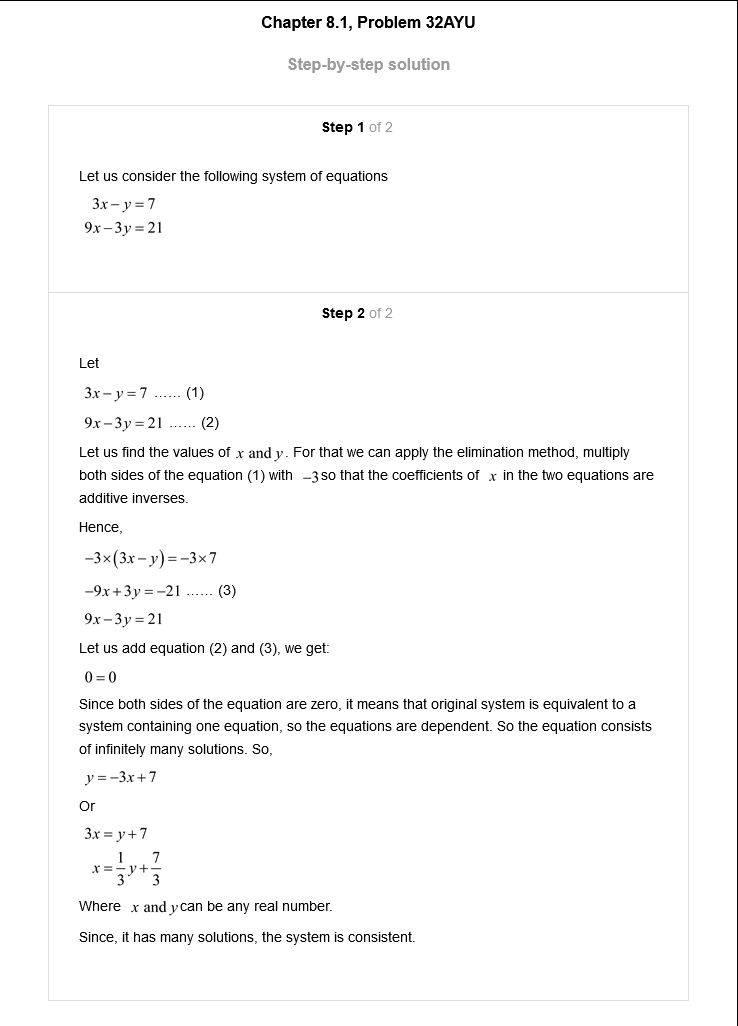 Chapter 8.1, Problem 32AYU
Step-by-step solution
Step 1 of 2
Let us consider the following system of equations
3x − y = 7
9x − 3y = 21
Step 2 of 2
Let
3x − y = 7 ...... (1)
9x − 3y = 21 ...... (2)
Let us find the values of x and y. For that we can apply the elimination method, multiply
both sides of the equation (1) with −3 so that the coefficients of x in the two equations are
additive inverses.
Hence,
−3×(3x − y) = −3×7
−9x + 3y = −21 ...... (3)
9x − 3y = 21
Let us add equation (2) and (3), we get:
0 = 0
Since both sides of the equation are zero, it means that original system is equivalent to a
system containing one equation, so the equations are dependent. So the equation consists
of infinitely many solutions. So,
y = −3x + 7
Or
3x = y + 7
x = 1/3 y + 7/3
Where x and y can be any real number.
Since, it has many solutions, the system is consistent.